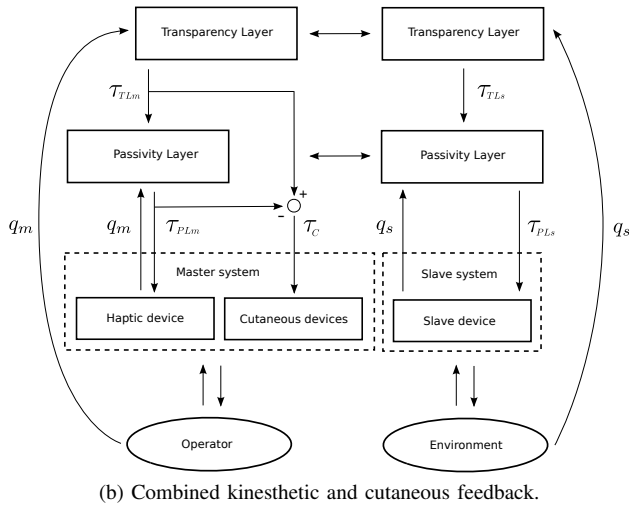 Transparency Layer
Transparency Layer
τ_TLm
τ_TLs
Passivity Layer
Passivity Layer
+
-
q_m
q_m
τ_PLm
τ_C
q_s
τ_PLs
q_s
Master system
Slave system
Haptic device
Cutaneous devices
Slave device
Operator
Environment
(b) Combined kinesthetic and cutaneous feedback.